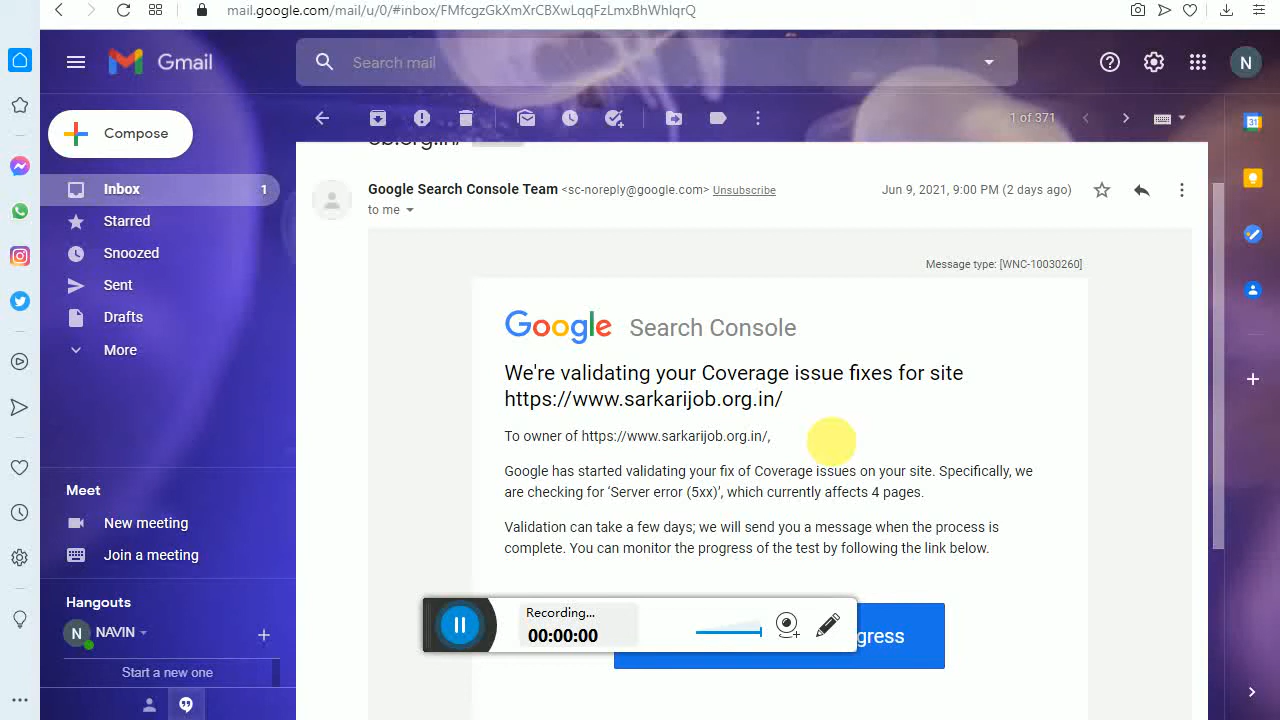 mail.google.com/mail/u/0/#inbox/FMfcgzGkXmXrCBXwLqqFzLmxBhWhlqrQ
Gmail
Search mail
N
Compose
1 of 371
Inbox 1
Starred
Snoozed
Sent
Drafts
More
Meet
New meeting
Join a meeting
Hangouts
N NAVIN
Start a new one
Google Search Console Team <sc-noreply@google.com> Unsubscribe
Jun 9, 2021, 9:00 PM (2 days ago)
to me
Message type: [WNC-10030260]
Google Search Console
We're validating your Coverage issue fixes for site
https://www.sarkarijob.org.in/
To owner of https://www.sarkarijob.org.in/,
Google has started validating your fix of Coverage issues on your site. Specifically, we
are checking for ‘Server error (5xx)’, which currently affects 4 pages.
Validation can take a few days; we will send you a message when the process is
complete. You can monitor the progress of the test by following the link below.
Recording...
00:00:00
gress
31